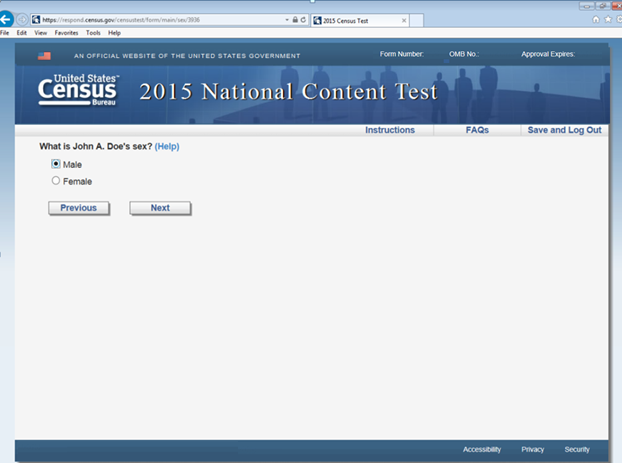 https://respond.census.gov/censustest/form/main/sex/3936
2015 Census Test
File Edit View Favorites Tools Help
AN OFFICIAL WEBSITE OF THE UNITED STATES GOVERNMENT
Form Number: OMB No.: Approval Expires:
United States™
Census
Bureau
2015 National Content Test
Instructions FAQs Save and Log Out
What is John A. Doe's sex? (Help)
Male
Female
Previous Next
Accessibility Privacy Security